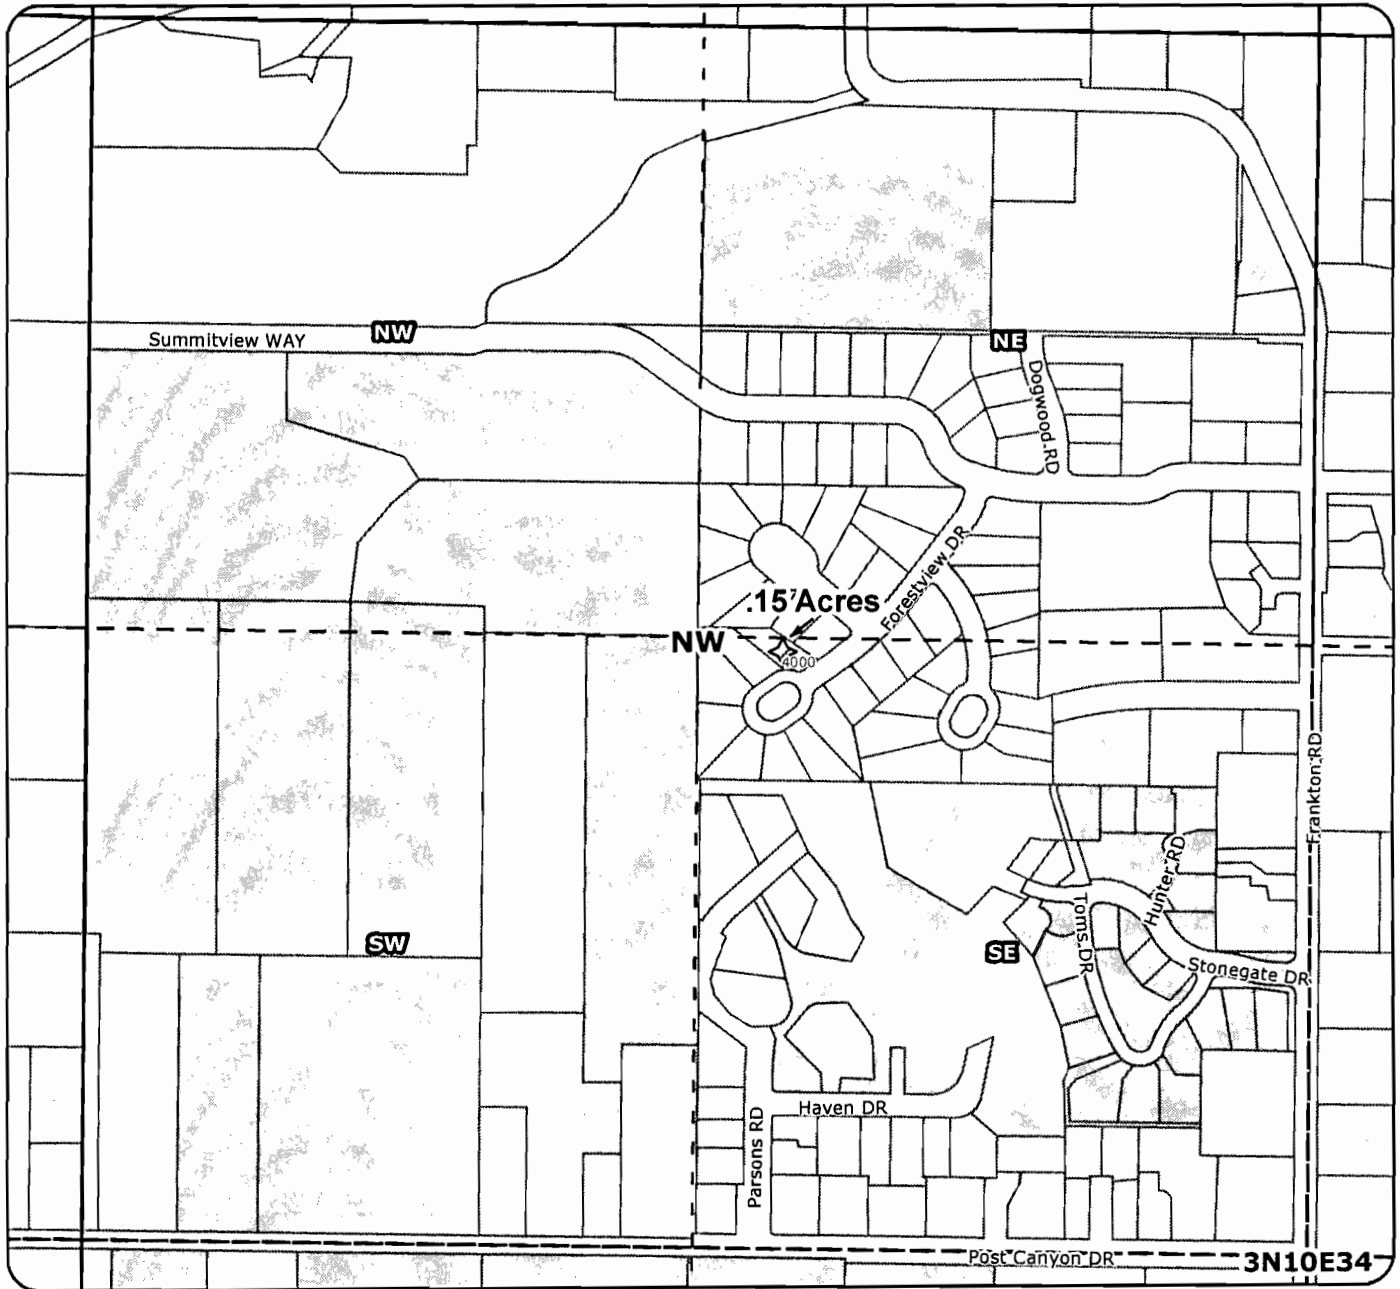 Summitview WAY
NW
NE
Dogwood RD
Forestview DR
.15 Acres
NW
4000
Frankton RD
Hunter RD
Toms DR
SW
SE
Stonegate DR
Haven DR
Parsons RD
Post Canyon DR
3N10E34